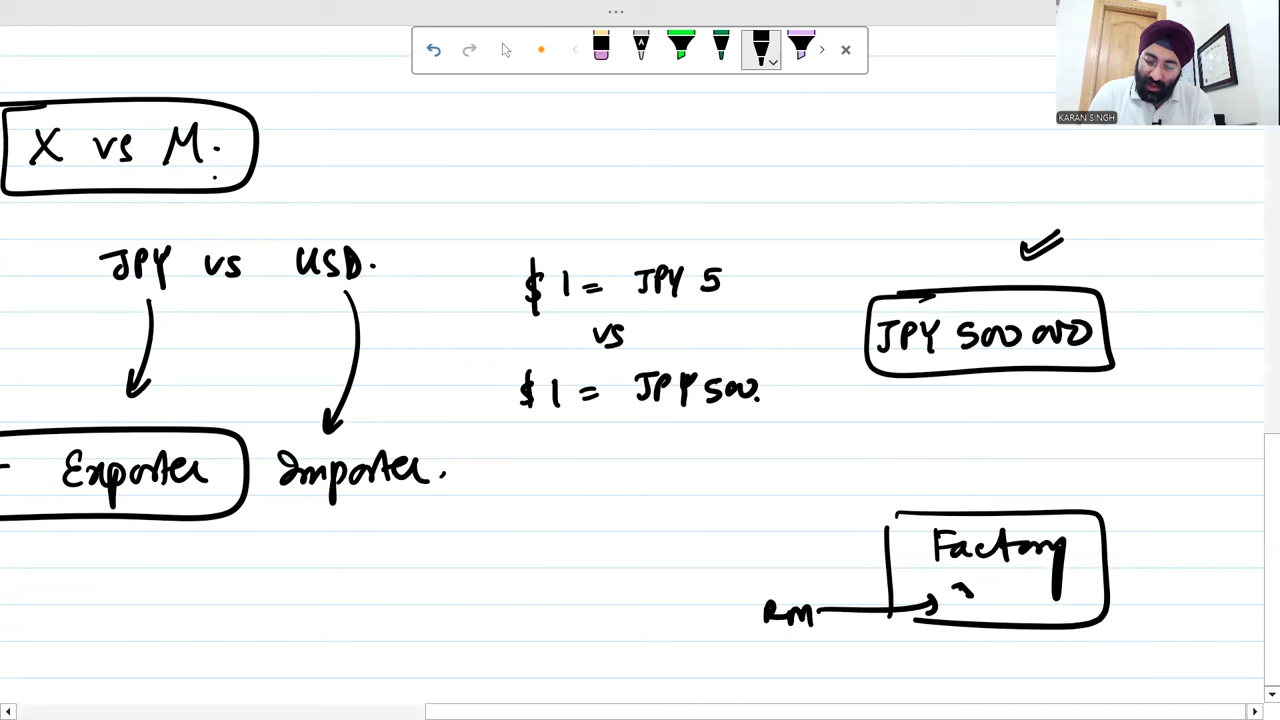 KARAN SINGH
X vs M.
JPY vs USD.
$ 1 = JPY 5
vs
$ 1 = JPY 500.
JPY 500 000
Exporter
Importer.
Factory
RM